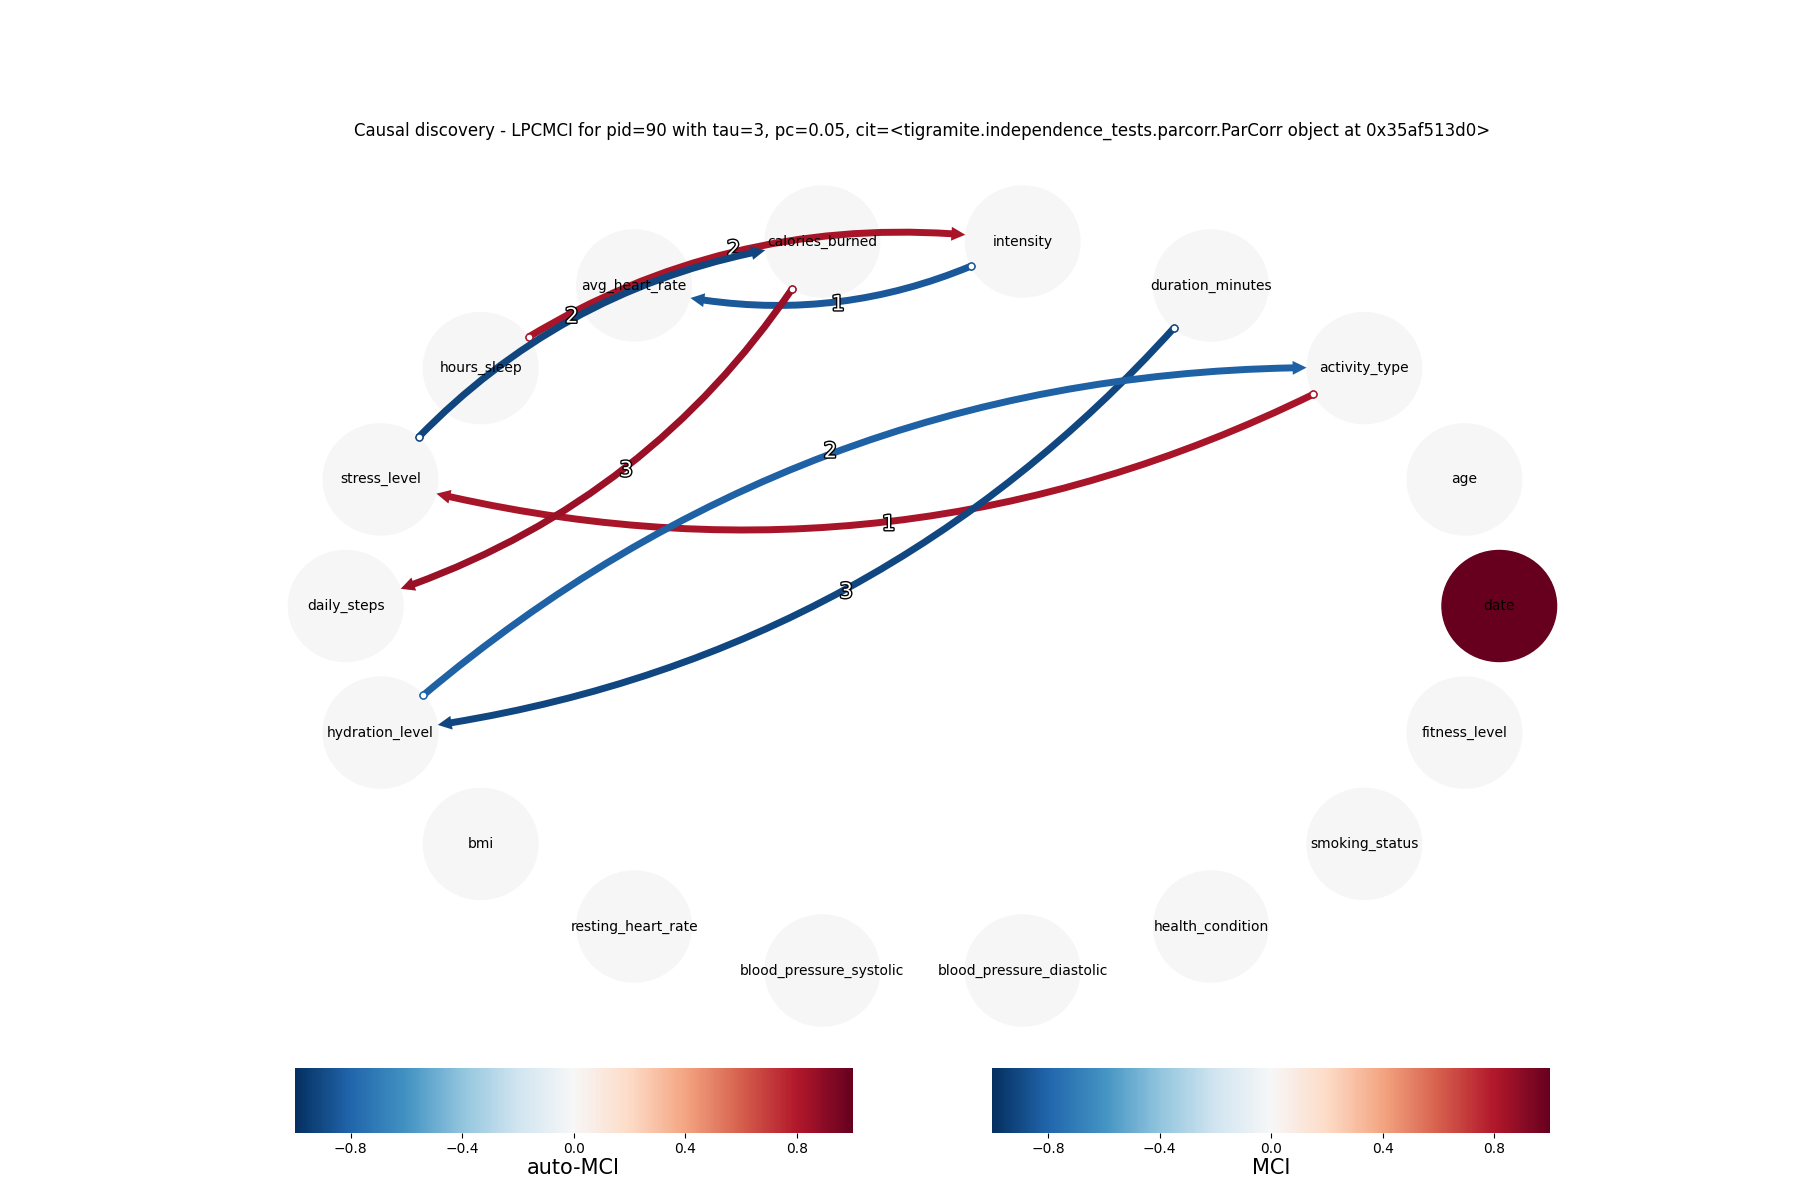 Causal discovery - LPCMCI for pid=90 with tau=3, pc=0.05, cit=<tigramite.independence_tests.parcorr.ParCorr object at 0x35af513d0>
calories_burned
intensity
2
avg_heart_rate
duration_minutes
1
2
hours_sleep
activity_type
2
3
stress_level
age
1
3
daily_steps
date
hydration_level
fitness_level
bmi
smoking_status
resting_heart_rate
health_condition
blood_pressure_systolic
blood_pressure_diastolic
−0.8 −0.4 0.0 0.4 0.8
auto-MCI
−0.8 −0.4 0.0 0.4 0.8
MCI